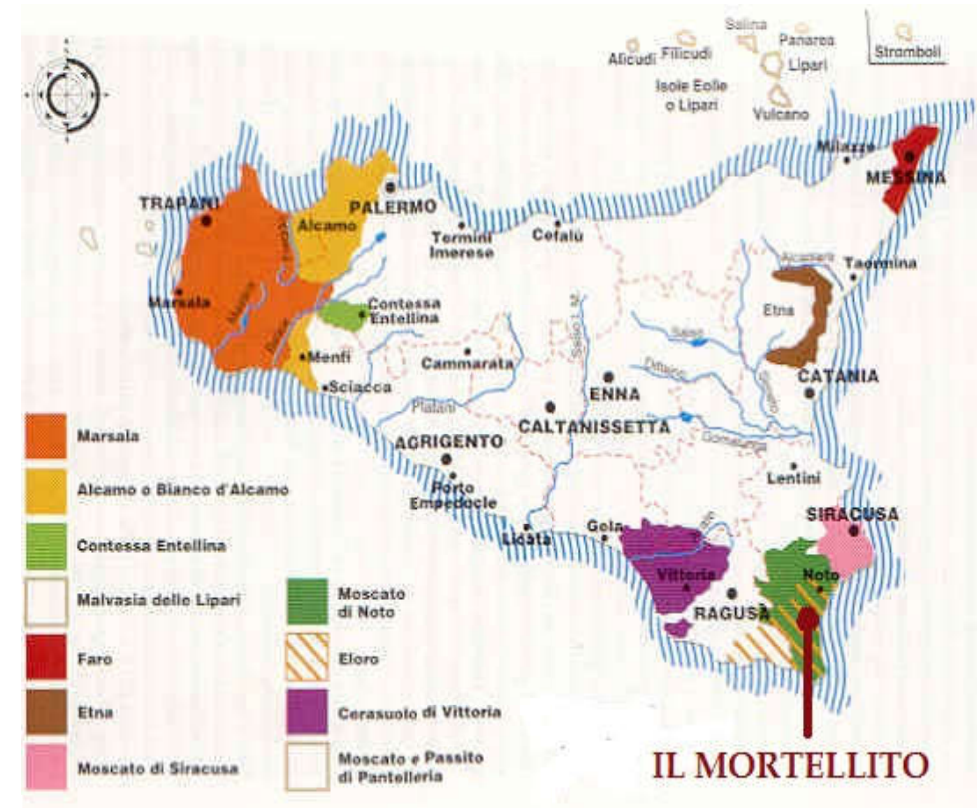 Salina
Panarea
Alicudi
Filicudi
Lipari
Stromboli
Isole Eolie
o Lipari
Vulcano
Milazzo
MESSINA
TRAPANI
PALERMO
Alcamo
Termini
Imerese
Cefalù
Alcantara
Taormina
Marsala
Contessa
Entellina
Etna
Salso I. M.
Salso
Menfi
Cammarata
Dittaino
Sciacca
ENNA
CATANIA
Platani
CALTANISSETTA
Gornalunga
AGRIGENTO
Lentini
Porto
Empedocle
SIRACUSA
Licata
Gela
Vittoria
Noto
RAGUSA
Marsala
Alcamo o Bianco d'Alcamo
Contessa Entellina
Malvasia delle Lipari
Faro
Etna
Moscato di Siracusa
Moscato
di Noto
Eloro
Cerasuolo di Vittoria
Moscato e Passito
di Pantelleria
IL MORTELLITO